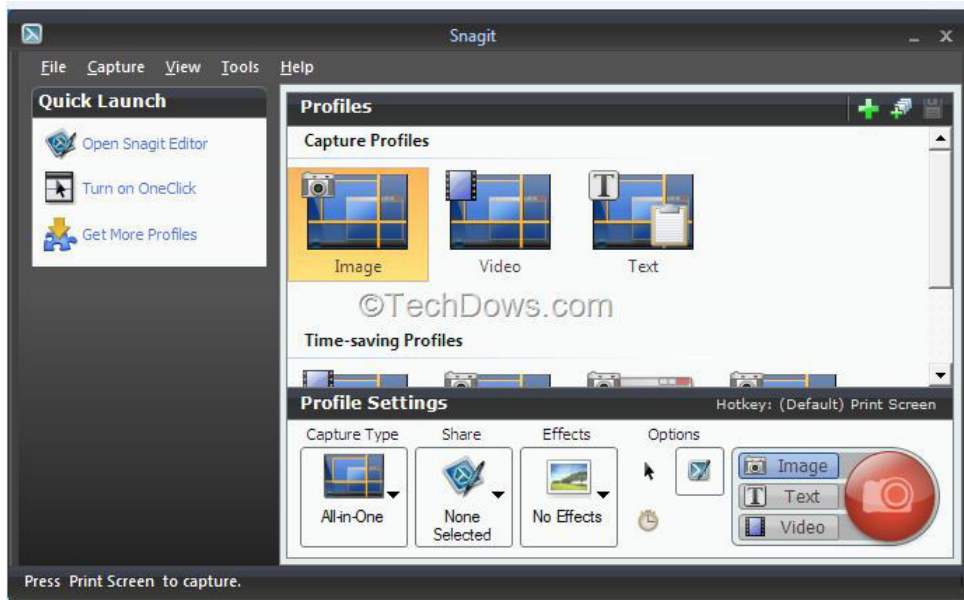 Snagit
File Capture View Tools Help
Quick Launch
Open Snagit Editor
Turn on OneClick
Get More Profiles
Profiles
Capture Profiles
Image Video Text
©TechDows.com
Time-saving Profiles
Profile Settings
Hotkey: (Default) Print Screen
Capture Type Share Effects Options
All-in-One
None Selected
No Effects
Image
Text
Video
Press Print Screen to capture.